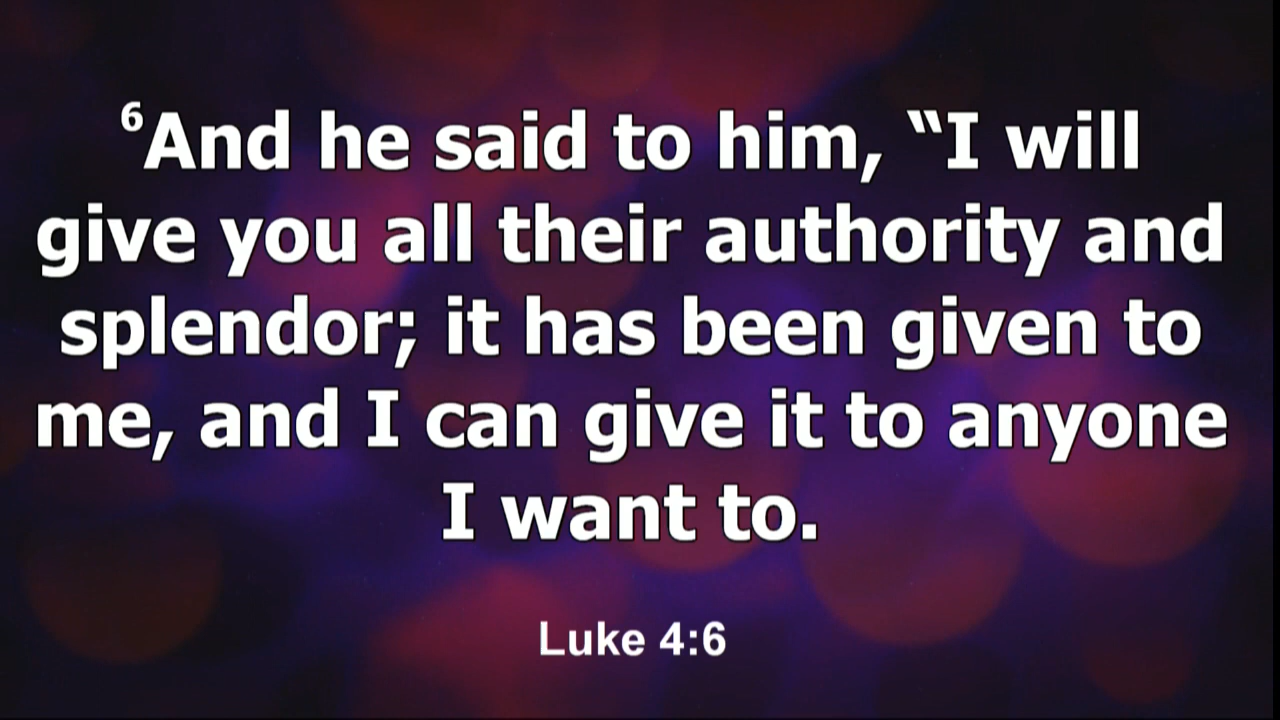 ⁶And he said to him, “I will
give you all their authority and
splendor; it has been given to
me, and I can give it to anyone
I want to.
Luke 4:6